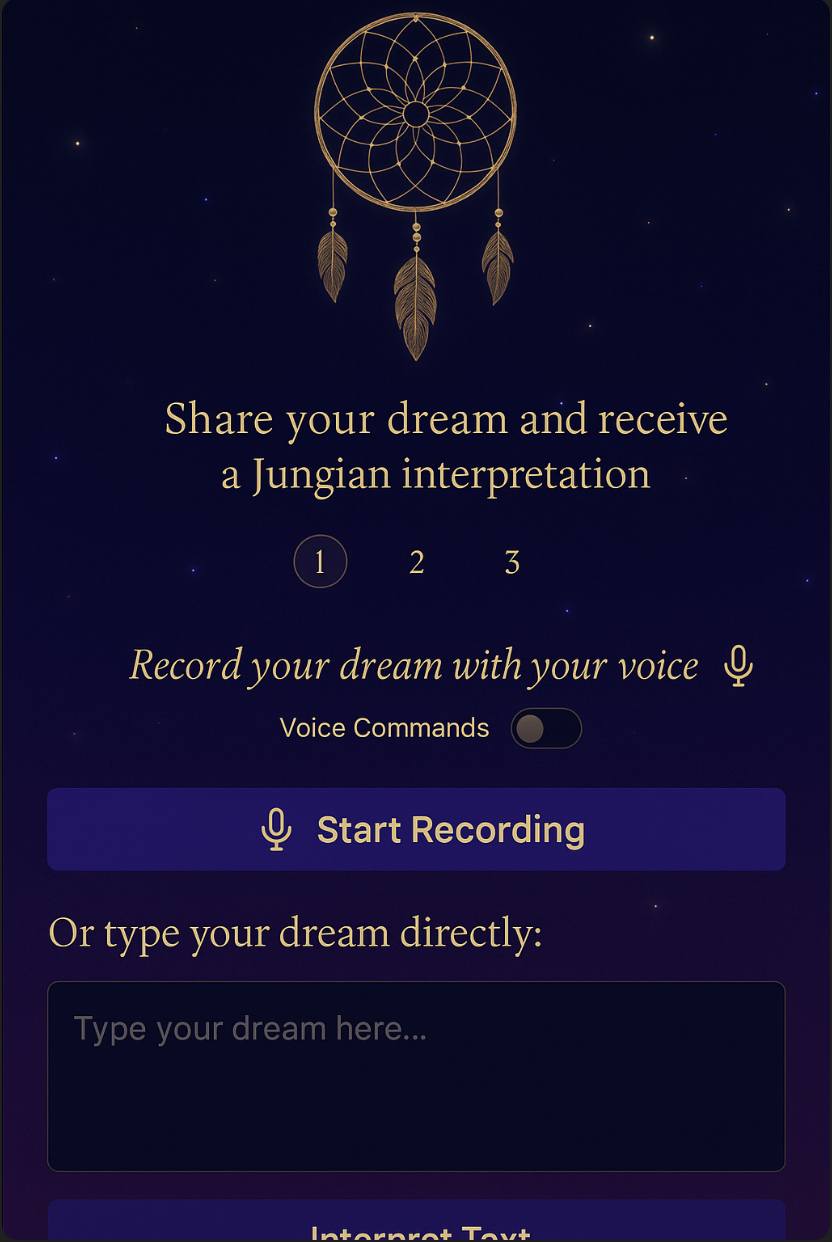 Share your dream and receive
a Jungian interpretation
1 2 3
Record your dream with your voice
Voice Commands
Start Recording
Or type your dream directly:
Type your dream here...
Interpret Text